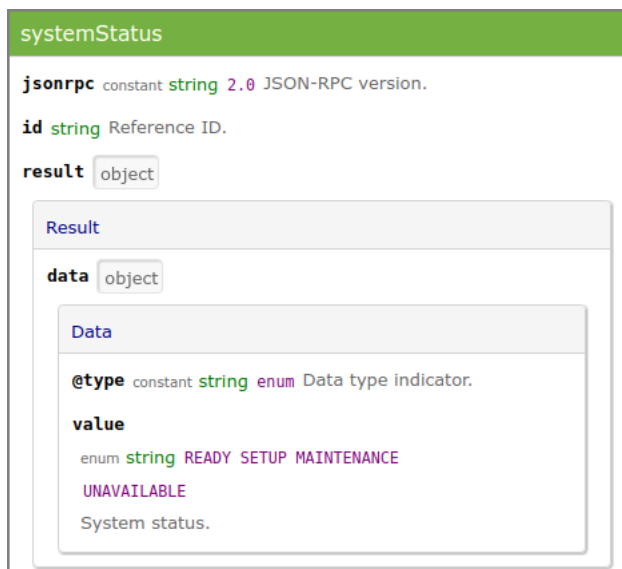 systemStatus
jsonrpc constant string 2.0 JSON-RPC version.
id string Reference ID.
result object
Result
data object
Data
@type constant string enum Data type indicator.
value
enum string READY SETUP MAINTENANCE
UNAVAILABLE
System status.